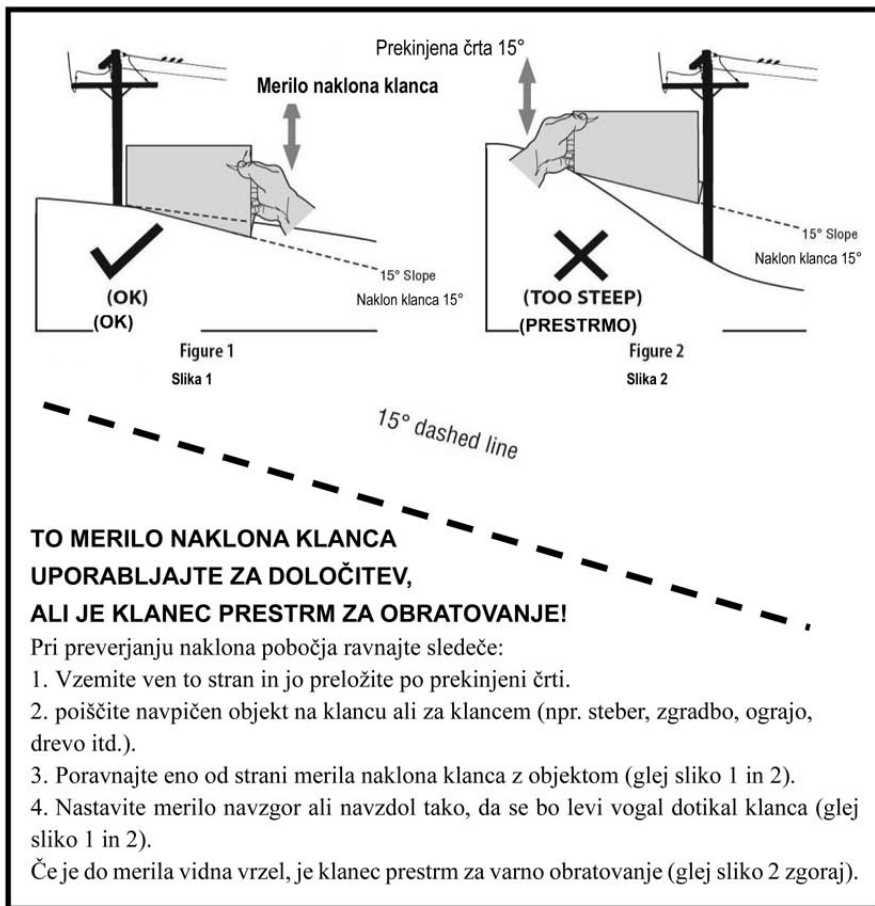 Prekinjena črta 15°
Merilo naklona klanca
15° Slope
Naklon klanca 15°
(OK)
(OK)
Figure 1
Slika 1
15° Slope
Naklon klanca 15°
(TOO STEEP)
(PRESTRMO)
Figure 2
Slika 2
15° dashed line
TO MERILO NAKLONA KLANCA
UPORABLJAJTE ZA DOLOČITEV,
ALI JE KLANEC PRESTRM ZA OBRATOVANJE!
Pri preverjanju naklona pobočja ravnajte sledeče:
1. Vzemite ven to stran in jo preložite po prekinjeni črti.
2. poiščite navpičen objekt na klancu ali za klancem (npr. steber, zgradbo, ograjo,
drevo itd.).
3. Poravnajte eno od strani merila naklona klanca z objektom (glej sliko 1 in 2).
4. Nastavite merilo navzgor ali navzdol tako, da se bo levi vogal dotikal klanca (glej
sliko 1 in 2).
Če je do merila vidna vrzel, je klanec prestrm za varno obratovanje (glej sliko 2 zgoraj).